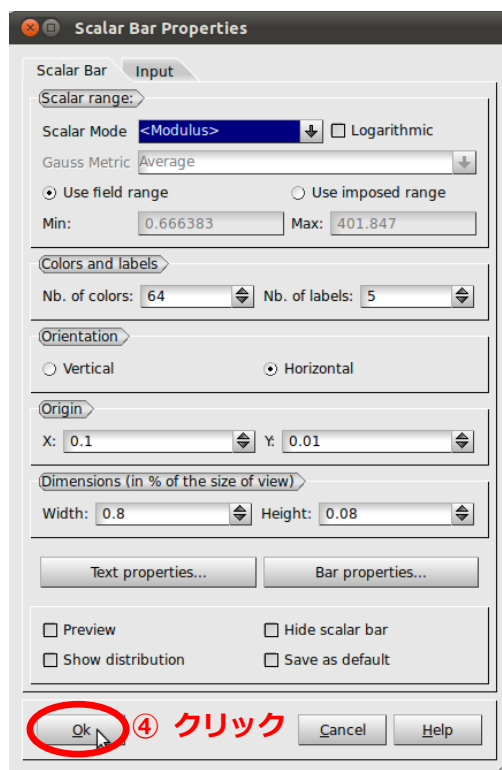 Scalar Bar Properties
Scalar Bar Input
Scalar range:
Scalar Mode <Modulus> Logarithmic
Gauss Metric Average
Use field range Use imposed range
Min: 0.666383 Max: 401.847
Colors and labels
Nb. of colors: 64 Nb. of labels: 5
Orientation
Vertical Horizontal
Origin
X: 0.1 Y: 0.01
Dimensions (in % of the size of view)
Width: 0.8 Height: 0.08
Text properties... Bar properties...
Preview Hide scalar bar
Show distribution Save as default
Ok ④ クリック Cancel Help